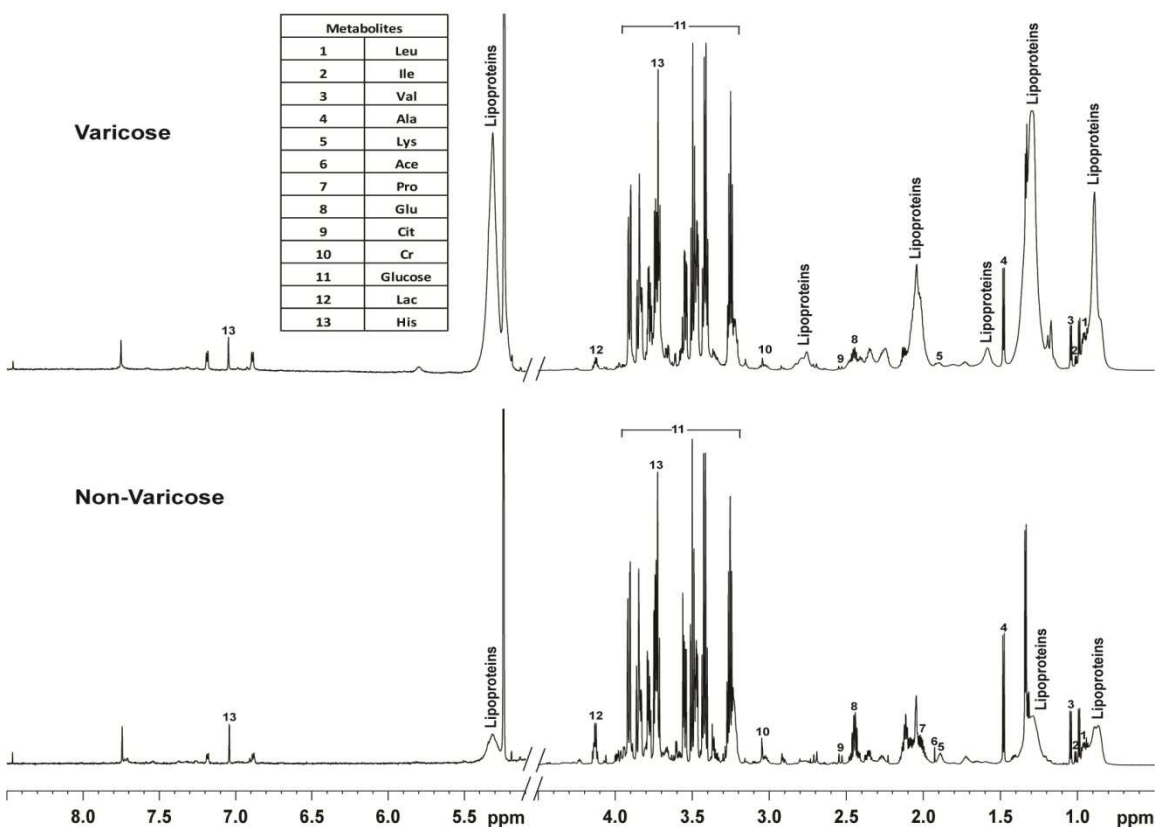 Metabolites
1 Leu
2 Ile
3 Val
4 Ala
5 Lys
6 Ace
7 Pro
8 Glu
9 Cit
10 Cr
11 Glucose
12 Lac
13 His
Varicose
13
Lipoproteins
11
13
12
10
Lipoproteins
9
8
Lipoproteins
5
Lipoproteins
4
Lipoproteins
3
2
1
Lipoproteins
Non-Varicose
13
Lipoproteins
11
13
12
10
9
8
7
6
5
4
Lipoproteins
3
2
1
Lipoproteins
8.0 7.5 7.0 6.5 6.0 5.5 ppm 4.0 3.5 3.0 2.5 2.0 1.5 1.0 ppm